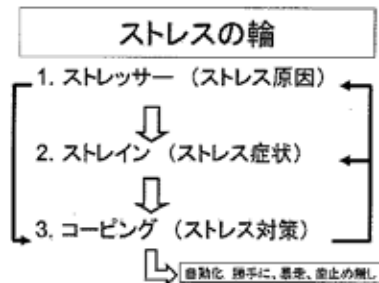 ストレスの輪
1. ストレッサー （ストレス原因）
2. ストレイン （ストレス症状）
3. コーピング （ストレス対策）
自動化 勝手に、暴走、歯止め無し